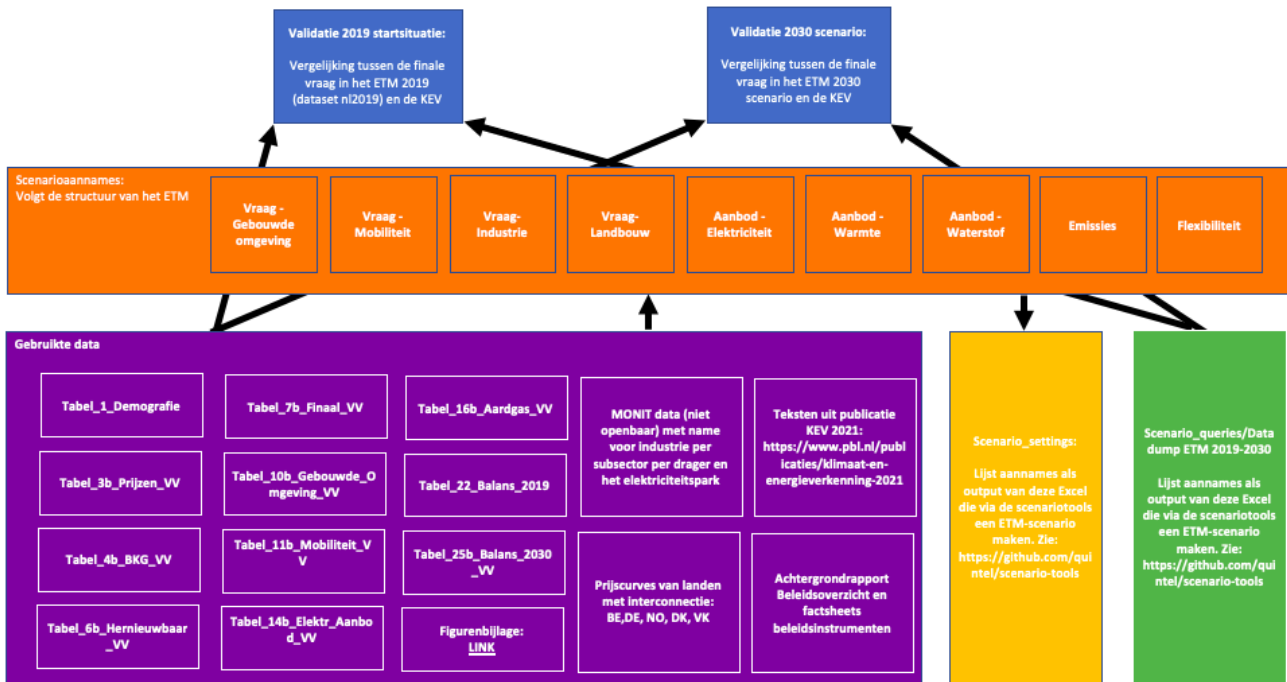 Validatie 2019 startsituatie:
Vergelijking tussen de finale
vraag in het ETM 2019
(dataset nl2019) en de KEV
Validatie 2030 scenario:
Vergelijking tussen de finale
vraag in het ETM 2030
scenario en de KEV
Scenarioaannames:
Volgt de structuur van het ETM
Vraag -
Gebouwde
omgeving
Vraag -
Mobiliteit
Vraag-
Industrie
Vraag-
Landbouw
Aanbod -
Elektriciteit
Aanbod -
Warmte
Aanbod -
Waterstof
Emissies
Flexibiliteit
Gebruikte data
Tabel_1_Demografie
Tabel_3b_Prijzen_VV
Tabel_4b_BKG_VV
Tabel_6b_Hernieuwbaar
_VV
Tabel_7b_Finaal_VV
Tabel_10b_Gebouwde_O
mgeving_VV
Tabel_11b_Mobiliteit_V
V
Tabel_14b_Elektr_Aanbo
d_VV
Tabel_16b_Aardgas_VV
Tabel_22_Balans_2019
Tabel_25b_Balans_2030
_VV
Figurenbijlage:
LINK
MONIT data (niet
openbaar) met name
voor industrie per
subsector per drager en
het elektriciteitspark
Prijscurves van landen
met interconnectie:
BE,DE, NO, DK, VK
Teksten uit publicatie
KEV 2021:
https://www.pbl.nl/publ
icaties/klimaat-en-
energieverkenning-2021
Achtergrondrapport
Beleidsoverzicht en
factsheets
beleidsinstrumenten
Scenario_settings:
Lijst aannames als
output van deze Excel
die via de scenariotools
een ETM-scenario
maken. Zie:
https://github.com/qui
ntel/scenario-tools
Scenario_queries/Data
dump ETM 2019-2030
Lijst aannames als
output van deze Excel
die via de scenariotools
een ETM-scenario
maken. Zie:
https://github.com/qui
ntel/scenario-tools